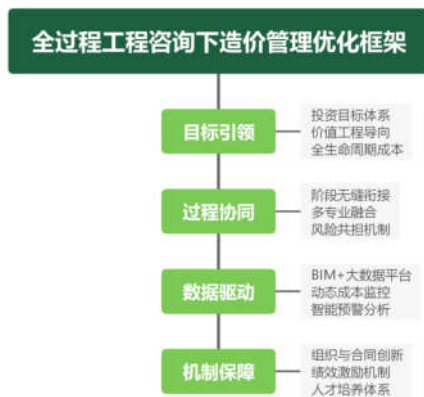 全过程工程咨询下造价管理优化框架
目标引领
投资目标体系
价值工程导向
全生命周期成本
过程协同
阶段无缝衔接
多专业融合
风险共担机制
数据驱动
BIM+大数据平台
动态成本监控
智能预警分析
机制保障
组织与合同创新
绩效激励机制
人才培养体系